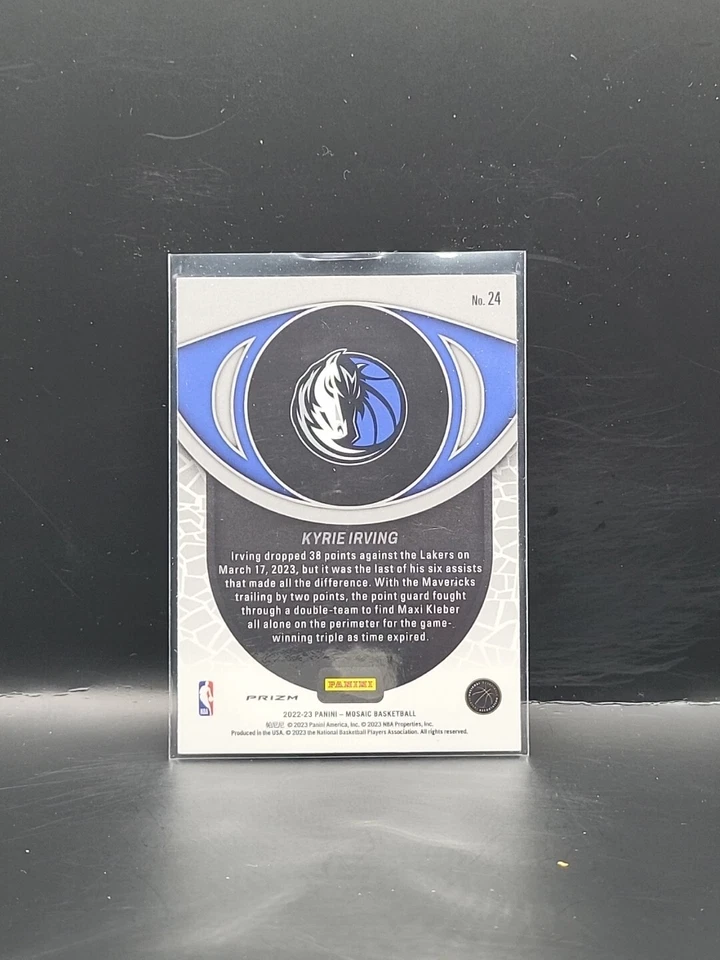 No. 24
KYRIE IRVING
Irving dropped 38 points against the Lakers on
March 17, 2023, but it was the last of his six assists
that made all the difference. With the Mavericks
trailing by two points, the point guard fought
through a double-team to find Maxi Kleber
all alone on the perimeter for the game-
winning triple as time expired.
PANINI
NBA
PRIZM
2022-23 PANINI – MOSAIC BASKETBALL
帕尼尼 © 2023 Panini America, Inc. © 2023 NBA Properties, Inc.
Produced in the USA. © 2023 the National Basketball Players Association. All rights reserved.